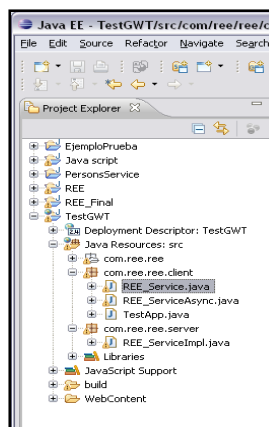 Java EE - TestGWT/src/com/ree/ree/c
File Edit Source Refactor Navigate Search
Project Explorer
EjemploPrueba
Java script
PersonsService
REE
REE_Final
TestGWT
Deployment Descriptor: TestGWT
Java Resources: src
com.ree.ree
com.ree.ree.client
REE_Service.java
REE_ServiceAsync.java
TestApp.java
com.ree.ree.server
REE_ServiceImpl.java
Libraries
JavaScript Support
build
WebContent